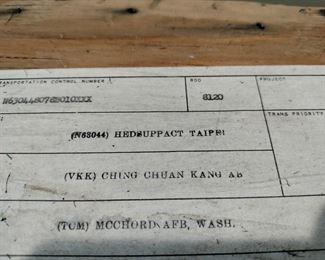 TRANSPORTATION CONTROL NUMBER RDD PROJECT
8120
TRANS PRIORITY
(N63044) HEDSUPPACT TAIPEI
(VKK) CHING CHUAN KANG AB
(TCM) MCCHORD AFB, WASH.